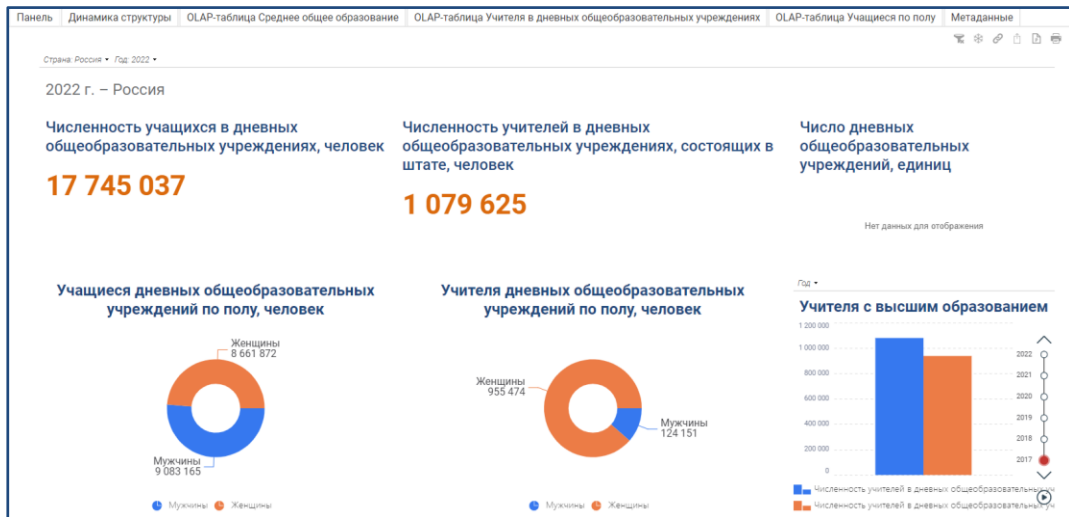 Панель Динамика структуры OLAP-таблица Среднее общее образование OLAP-таблица Учителя в дневных общеобразовательных учреждениях OLAP-таблица Учащиеся по полу Метаданные
Страна: Россия Год: 2022
2022 г. – Россия
Численность учащихся в дневных
общеобразовательных учреждениях, человек
17 745 037
Численность учителей в дневных
общеобразовательных учреждениях, состоящих в
штате, человек
1 079 625
Число дневных
общеобразовательных
учреждений, единиц
Нет данных для отображения
Учащиеся дневных общеобразовательных
учреждений по полу, человек
Женщины
8 661 872
Мужчины
9 083 165
Мужчины Женщины
Учителя дневных общеобразовательных
учреждений по полу, человек
Женщины
955 474
Мужчины
124 151
Мужчины Женщины
Год
Учителя с высшим образованием
1 200 000
1 000 000
800 000
600 000
400 000
200 000
0
2022
2021
2020
2019
2018
2017
Численность учителей в дневных общеобразовательных
Численность учителей в дневных общеобразовательных